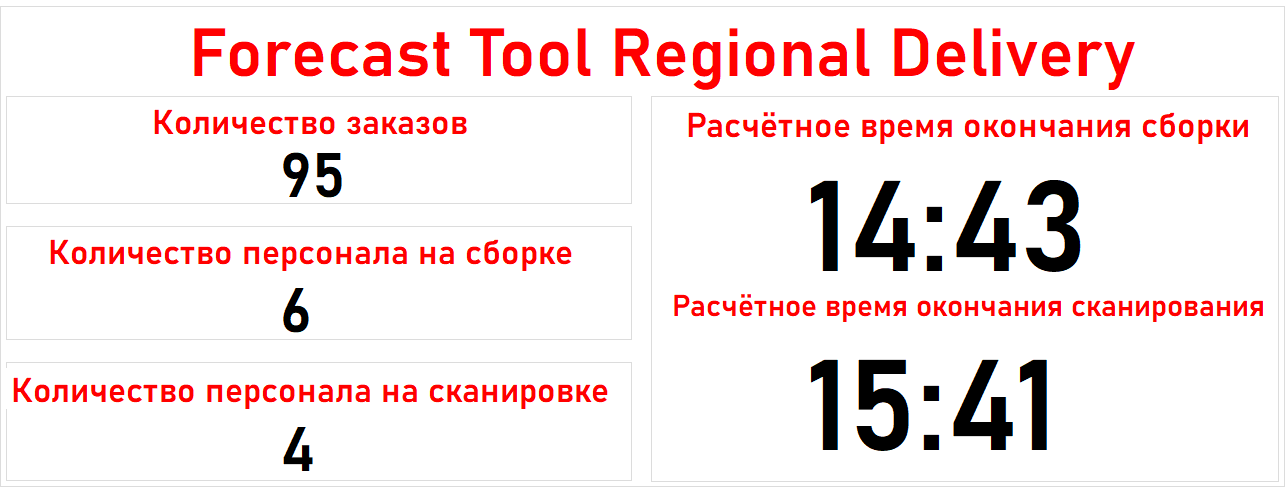 Forecast Tool Regional Delivery
Количество заказов
95
Количество персонала на сборке
6
Количество персонала на сканировке
4
Расчётное время окончания сборки
14:43
Расчётное время окончания сканирования
15:41